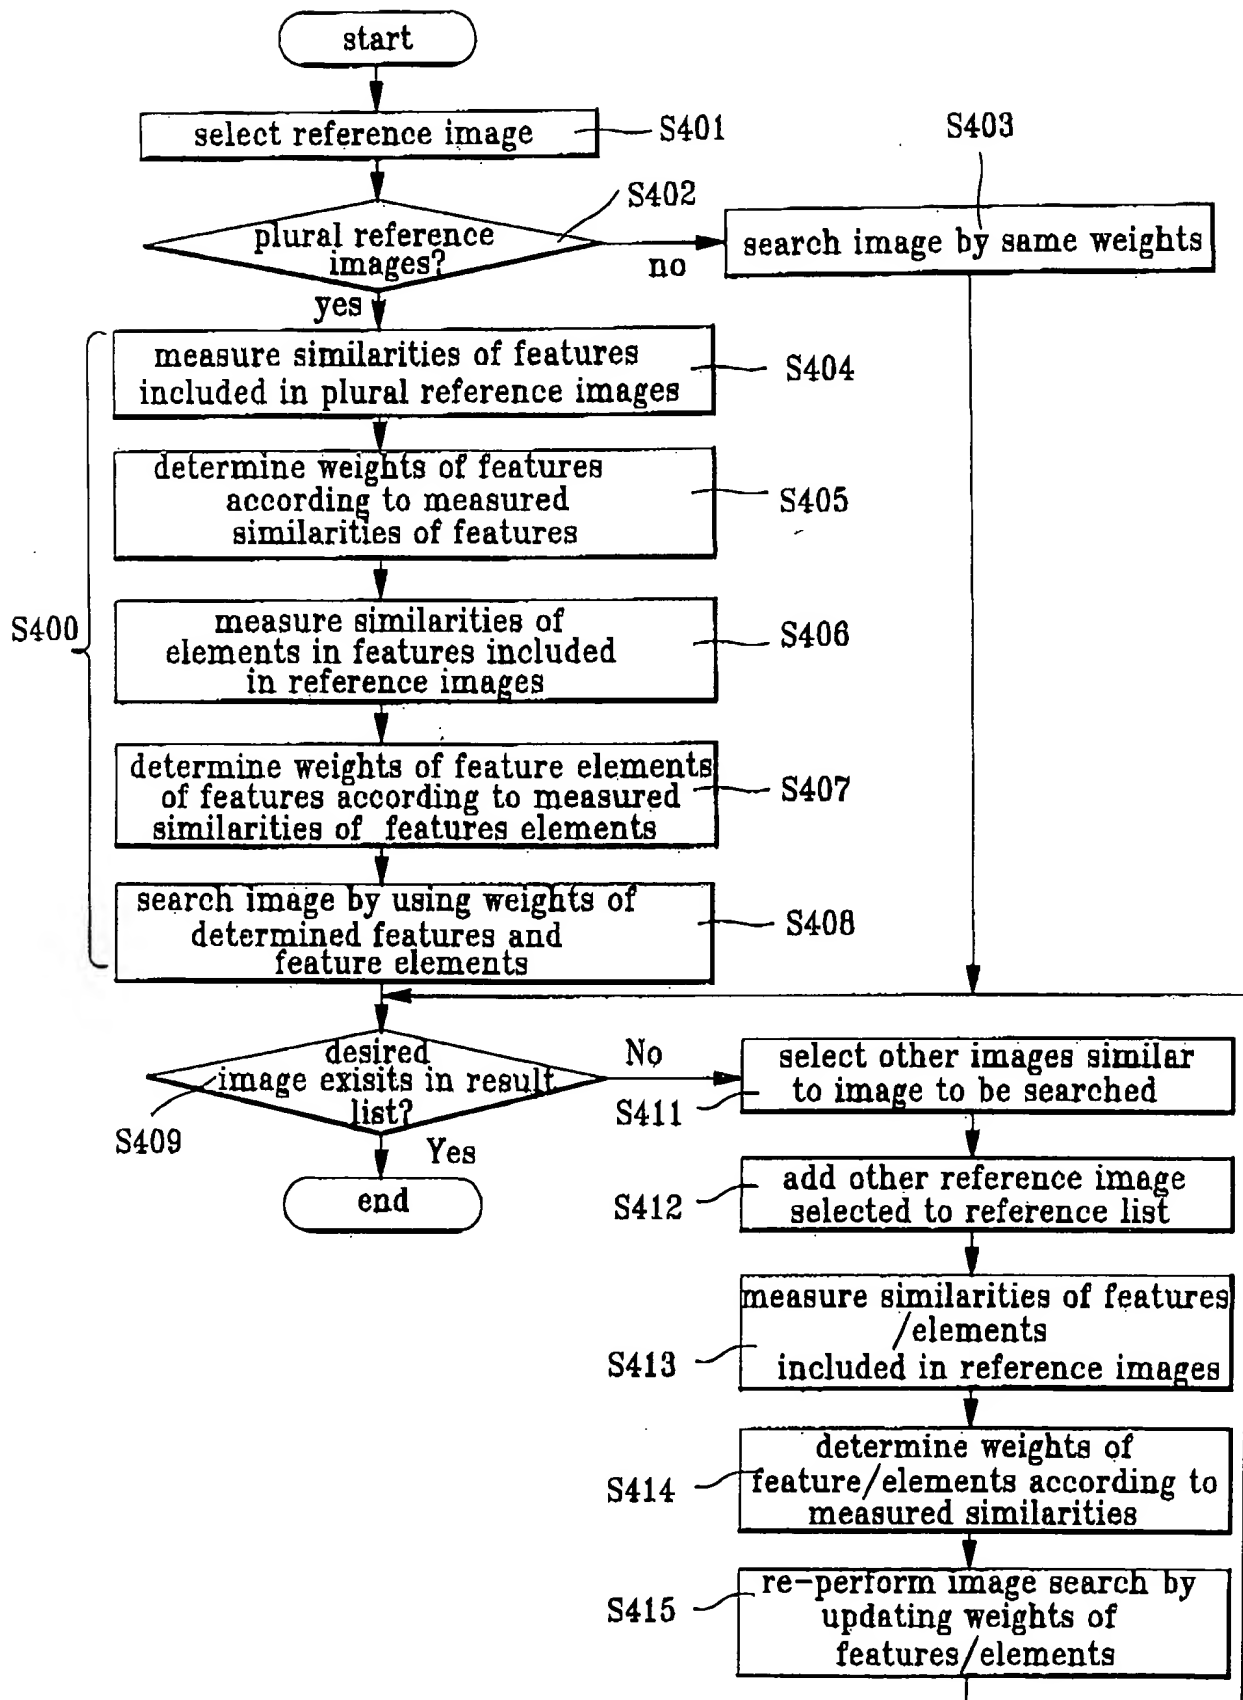 start
select reference image
S401
S403
S402
plural reference
images?
no
search image by same weights
yes
measure similarities of features
included in plural reference images
S404
determine weights of features
according to measured
similarities of features
S405
S400
measure similarities of
elements in features included
in reference images
S406
determine weights of feature elements
of features according to measured
similarities of features elements
S407
search image by using weights of
determined features and
feature elements
S408
desired
image exisits in result
list?
S409
No
Yes
end
select other images similar
to image to be searched
S411
add other reference image
selected to reference list
S412
measure similarities of features
/elements
included in reference images
S413
determine weights of
feature/elements according to
measured similarities
S414
re-perform image search by
updating weights of
features/elements
S415